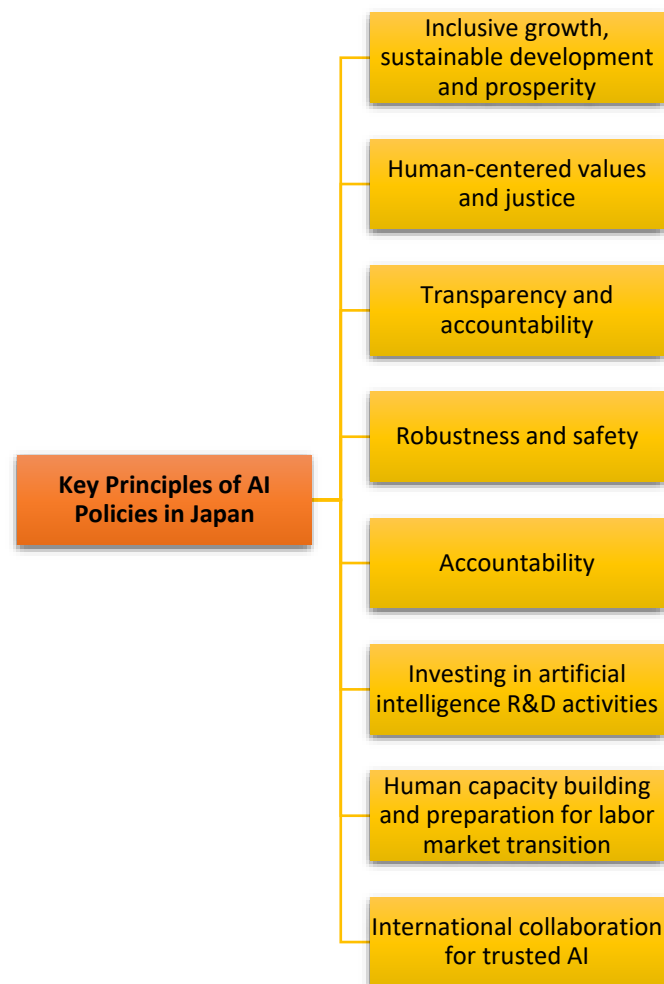 Inclusive growth,
sustainable development
and prosperity
Human-centered values
and justice
Transparency and
accountability
Robustness and safety
Key Principles of AI
Policies in Japan
Accountability
Investing in artificial
intelligence R&D activities
Human capacity building
and preparation for labor
market transition
International collaboration
for trusted AI